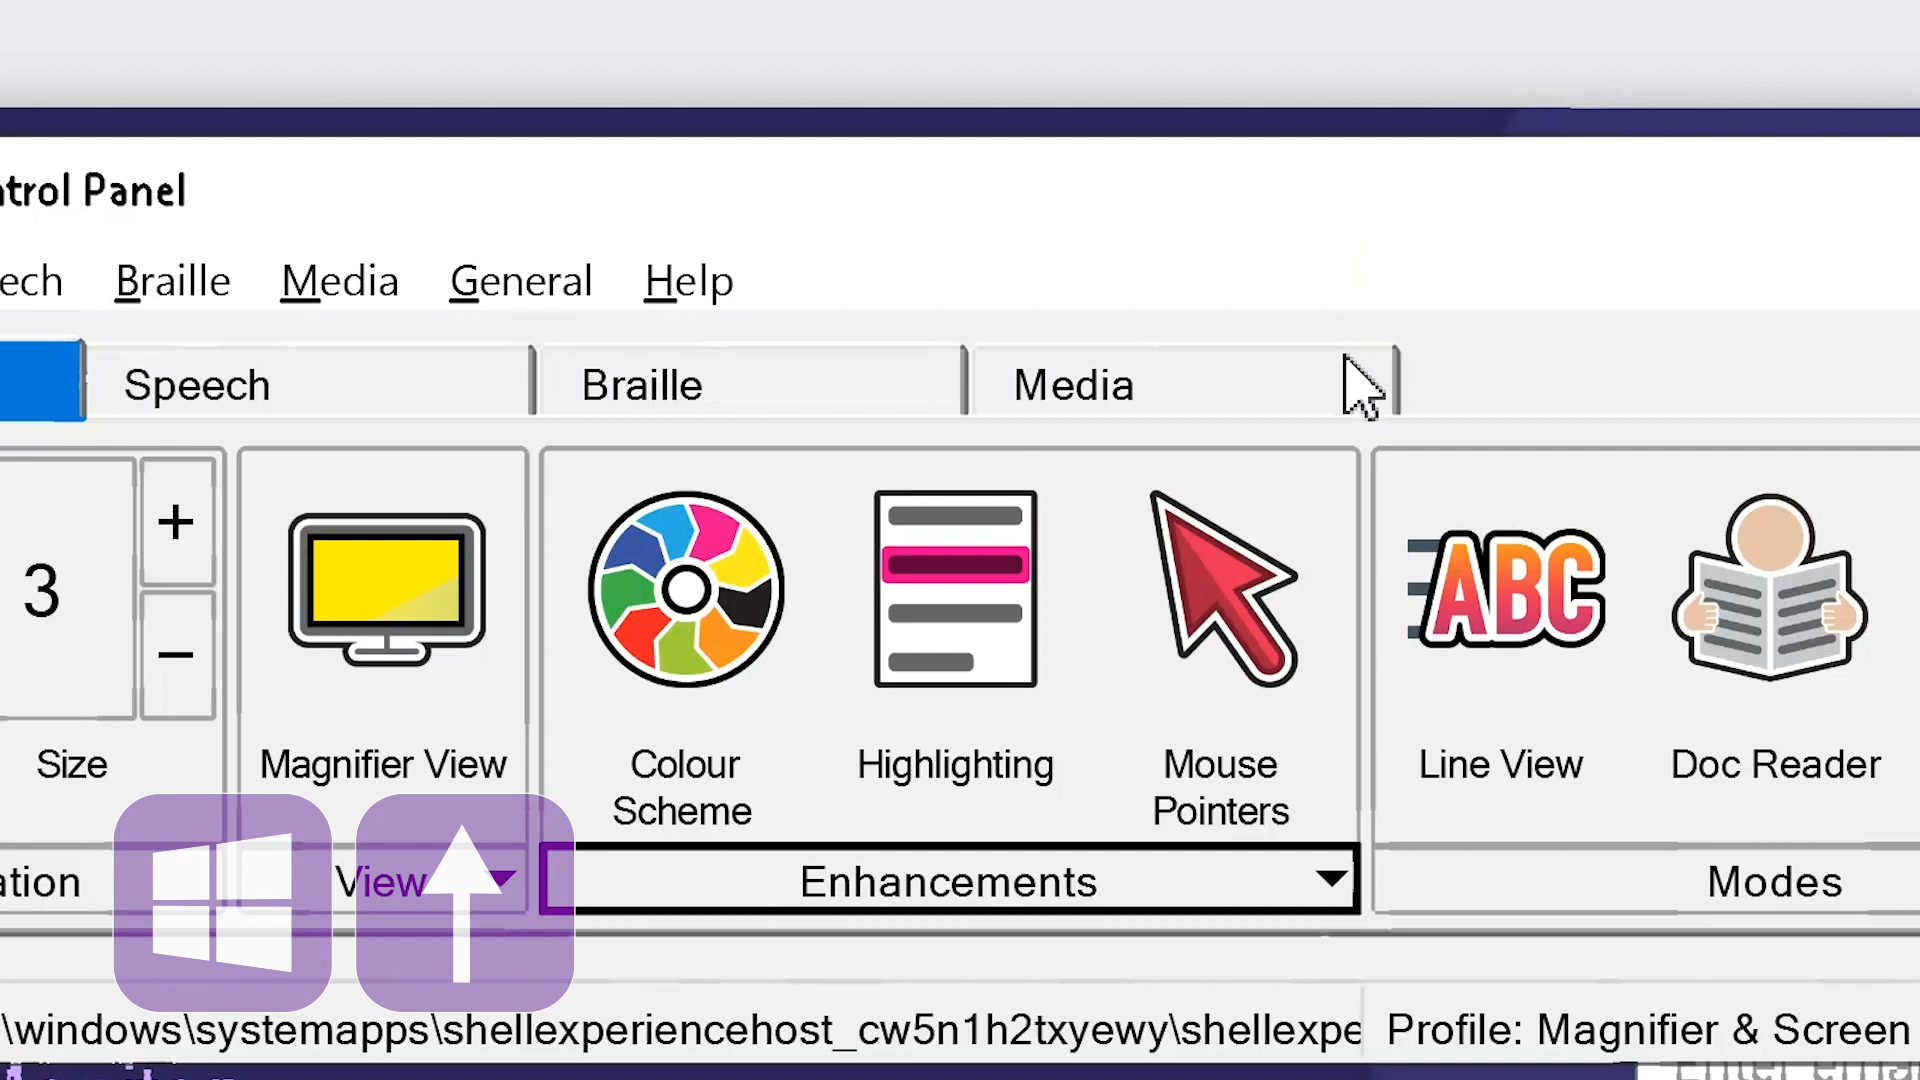 ntrol Panel
ech Braille Media General Help
Speech Braille Media
3 + −
ABC
Size Magnifier View Colour Scheme Highlighting Mouse Pointers Line View Doc Reader
ation View Enhancements Modes
\windows\systemapps\shellexperiencehost_cw5n1h2txyewy\shellexpe Profile: Magnifier & Screen